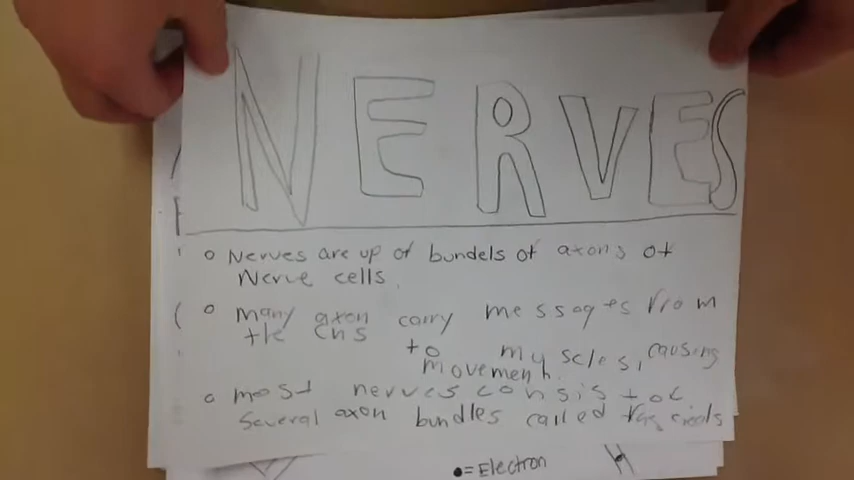 NERVES
Nerves are up of bundels of axons of
Nerve cells.
many axon carry messages from
the CNS to muscles, causing
movement.
most nerves consist of
several axon bundles called
= Electron